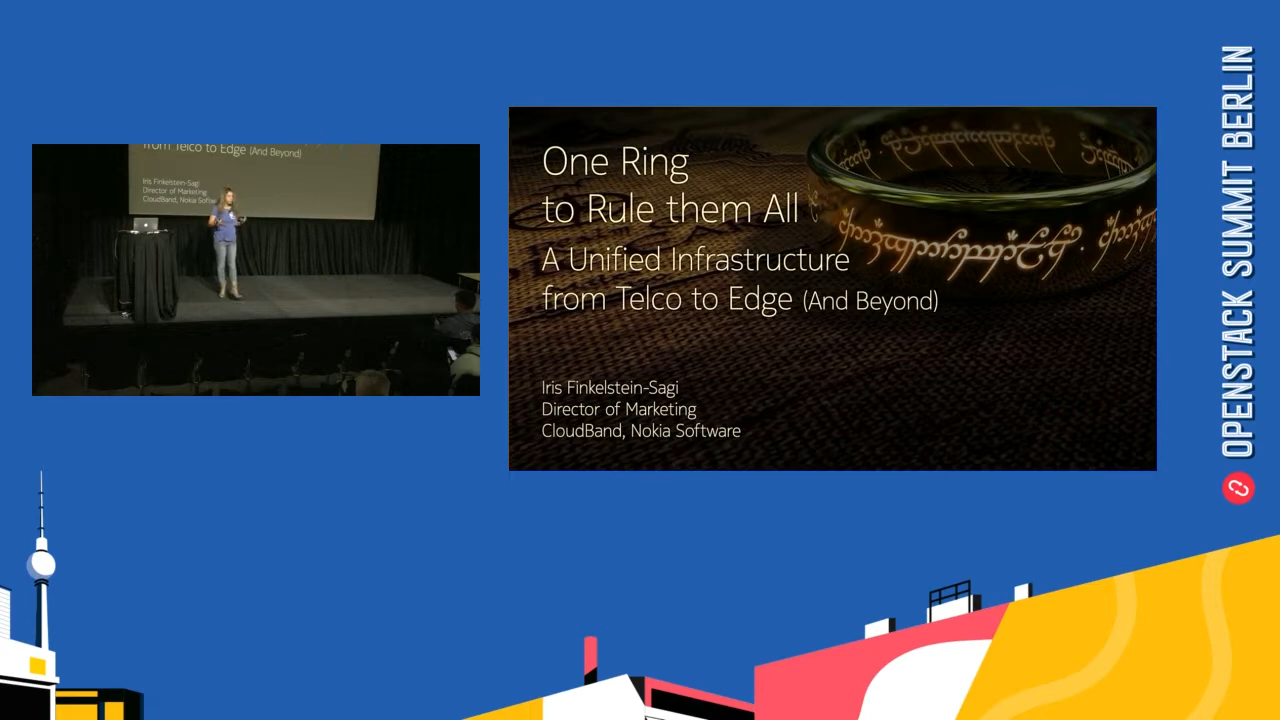 from Telco to Edge (And Beyond)
Iris Finkelstein-Sagi
Director of Marketing
CloudBand, Nokia Softw
One Ring
to Rule them All
A Unified Infrastructure
from Telco to Edge (And Beyond)
Iris Finkelstein-Sagi
Director of Marketing
CloudBand, Nokia Software
OPENSTACK SUMMIT BERLIN